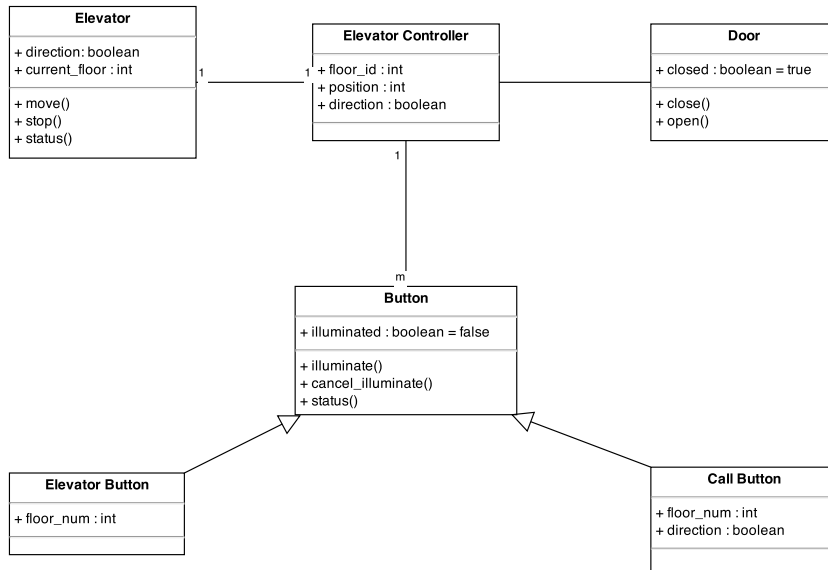 Elevator
+ direction: boolean
+ current_floor : int
+ move()
+ stop()
+ status()
1
1
Elevator Controller
+ floor_id : int
+ position : int
+ direction : boolean
Door
+ closed : boolean = true
+ close()
+ open()
1
m
Button
+ illuminated : boolean = false
+ illuminate()
+ cancel_illuminate()
+ status()
Elevator Button
+ floor_num : int
Call Button
+ floor_num : int
+ direction : boolean